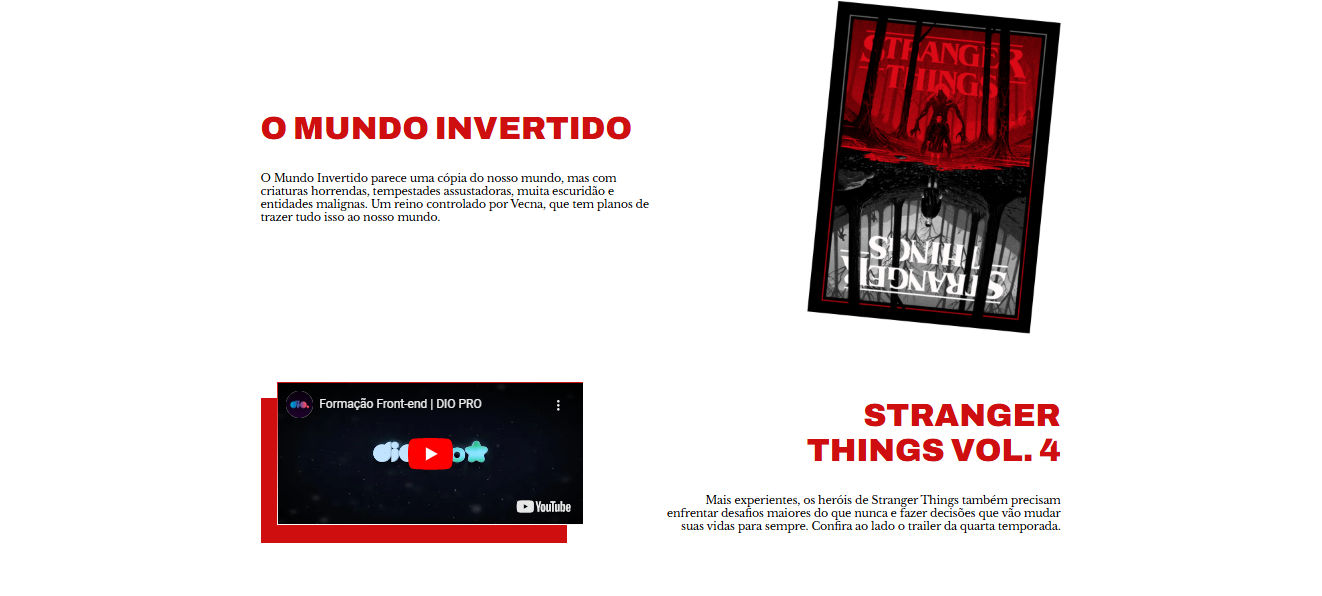 STRANGER
THINGS
O MUNDO INVERTIDO
O Mundo Invertido parece uma cópia do nosso mundo, mas com
criaturas horrendas, tempestades assustadoras, muita escuridão e
entidades malignas. Um reino controlado por Vecna, que tem planos de
trazer tudo isso ao nosso mundo.
THINGS
STRANGER
dio.
Formação Front-end | DIO PRO
YouTube
STRANGER
THINGS VOL. 4
Mais experientes, os heróis de Stranger Things também precisam
enfrentar desafios maiores do que nunca e fazer decisões que vão mudar
suas vidas para sempre. Confira ao lado o trailer da quarta temporada.